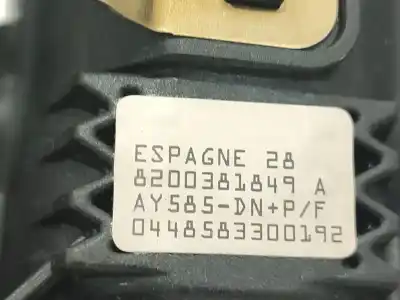 ESPAGNE 28
8200381849 A
AY585-DN+P/F
0448583300192